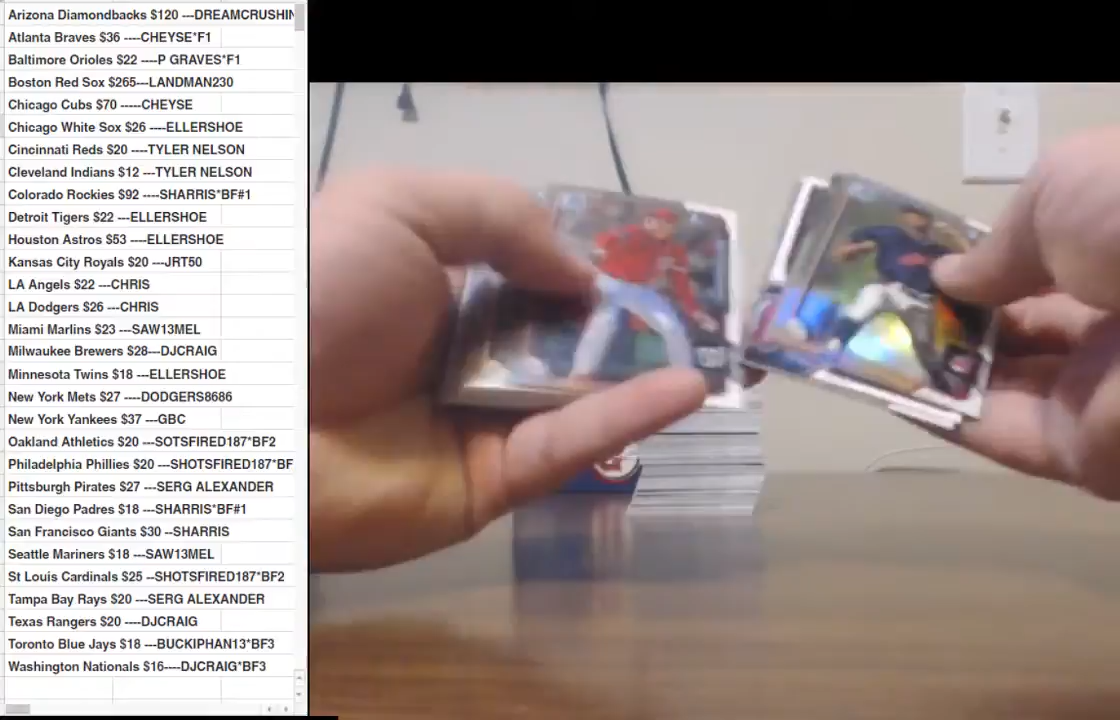 Arizona Diamondbacks $120 ---DREAMCRUSHIN
Atlanta Braves $36 ----CHEYSE*F1
Baltimore Orioles $22 ----P GRAVES*F1
Boston Red Sox $265---LANDMAN230
Chicago Cubs $70 -----CHEYSE
Chicago White Sox $26 ----ELLERSHOE
Cincinnati Reds $20 ----TYLER NELSON
Cleveland Indians $12 ---TYLER NELSON
Colorado Rockies $92 ----SHARRIS*BF#1
Detroit Tigers $22 ---ELLERSHOE
Houston Astros $53 ----ELLERSHOE
Kansas City Royals $20 ---JRT50
LA Angels $22 ---CHRIS
LA Dodgers $26 ---CHRIS
Miami Marlins $23 ---SAW13MEL
Milwaukee Brewers $28---DJCRAIG
Minnesota Twins $18 ---ELLERSHOE
New York Mets $27 ----DODGERS8686
New York Yankees $37 ---GBC
Oakland Athletics $20 ---SOTSFIRED187*BF2
Philadelphia Phillies $20 ---SHOTSFIRED187*BF
Pittsburgh Pirates $27 ---SERG ALEXANDER
San Diego Padres $18 ---SHARRIS*BF#1
San Francisco Giants $30 --SHARRIS
Seattle Mariners $18 ---SAW13MEL
St Louis Cardinals $25 --SHOTSFIRED187*BF2
Tampa Bay Rays $20 ---SERG ALEXANDER
Texas Rangers $20 ----DJCRAIG
Toronto Blue Jays $18 ---BUCKIPHAN13*BF3
Washington Nationals $16----DJCRAIG*BF3